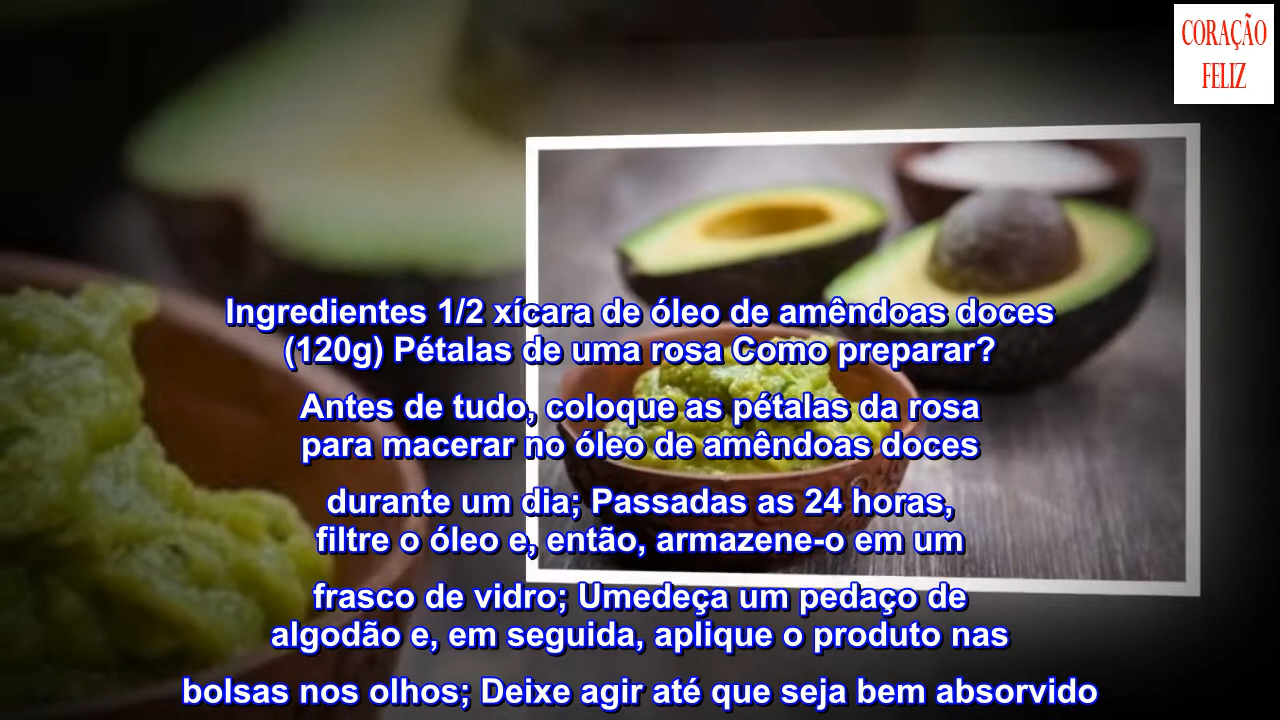 CORAÇÃO
FELIZ
Ingredientes 1/2 xícara de óleo de amêndoas doces
(120g) Pétalas de uma rosa Como preparar?
Antes de tudo, coloque as pétalas da rosa
para macerar no óleo de amêndoas doces
durante um dia; Passadas as 24 horas,
filtre o óleo e, então, armazene-o em um
frasco de vidro; Umedeça um pedaço de
algodão e, em seguida, aplique o produto nas
bolsas nos olhos; Deixe agir até que seja bem absorvido